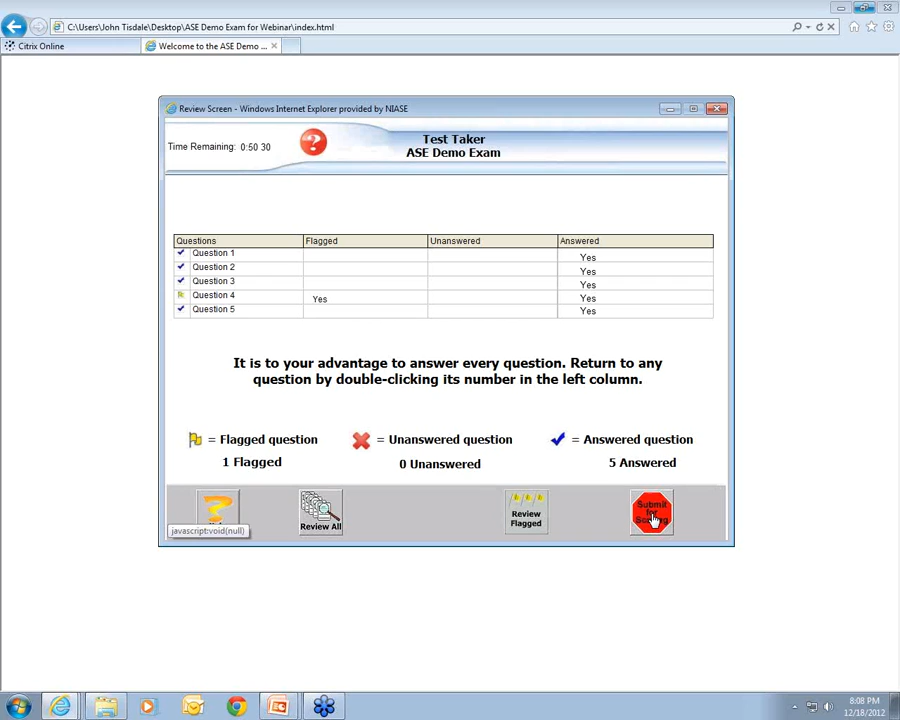 C:\Users\John Tisdale\Desktop\ASE Demo Exam for Webinar\index.html
Citrix Online
Welcome to the ASE Demo ...
Review Screen - Windows Internet Explorer provided by NIASE
Time Remaining: 0:50 30
Test Taker
ASE Demo Exam
Questions Flagged Unanswered Answered
Question 1 Yes
Question 2 Yes
Question 3 Yes
Question 4 Yes Yes
Question 5 Yes
It is to your advantage to answer every question. Return to any
question by double-clicking its number in the left column.
= Flagged question = Unanswered question = Answered question
1 Flagged 0 Unanswered 5 Answered
Review All
Review
Flagged
Submit
for
javascript:void(null)
8:08 PM
12/18/2012